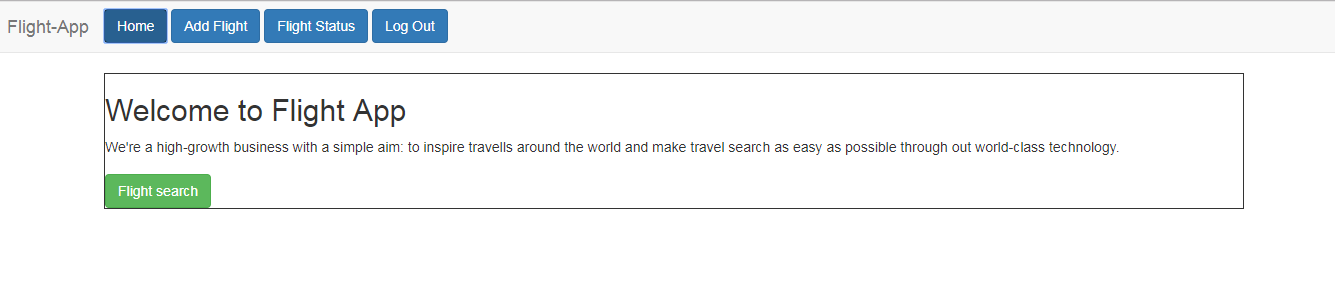 Flight-App Home Add Flight Flight Status Log Out
Welcome to Flight App
We're a high-growth business with a simple aim: to inspire travells around the world and make travel search as easy as possible through out world-class technology.
Flight search